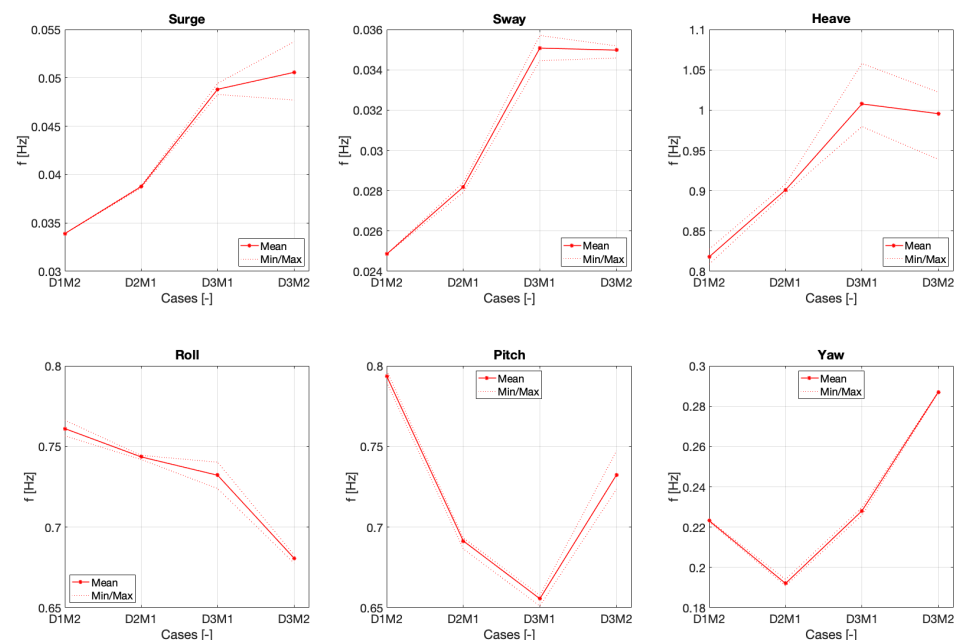 Surge
0.055
0.05
0.045
0.04
0.035
0.03
f [Hz]
Mean
Min/Max
D1M2 D2M1 D3M1 D3M2
Cases [-]
Sway
0.036
0.034
0.032
0.03
0.028
0.026
0.024
f [Hz]
Mean
Min/Max
D1M2 D2M1 D3M1 D3M2
Cases [-]
Heave
1.1
1.05
1
0.95
0.9
0.85
0.8
f [Hz]
Mean
Min/Max
D1M2 D2M1 D3M1 D3M2
Cases [-]
Roll
0.8
0.75
0.7
0.65
f [Hz]
Mean
Min/Max
D1M2 D2M1 D3M1 D3M2
Cases [-]
Pitch
0.8
0.75
0.7
0.65
f [Hz]
Mean
Min/Max
D1M2 D2M1 D3M1 D3M2
Cases [-]
Yaw
0.3
0.28
0.26
0.24
0.22
0.2
0.18
f [Hz]
Mean
Min/Max
D1M2 D2M1 D3M1 D3M2
Cases [-]